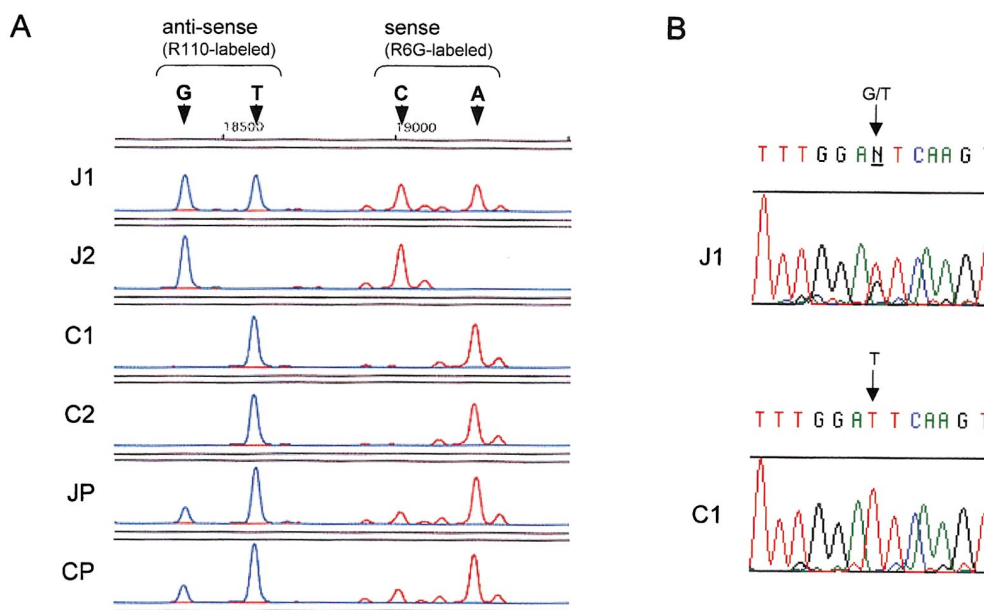 A
anti-sense
(R110-labeled)
sense
(R6G-labeled)
G T C A
18500 19000
J1
J2
C1
C2
JP
CP
B
G/T
T T T G G A N T C A A G T
J1
T
T T T G G A T T C A A G T
C1